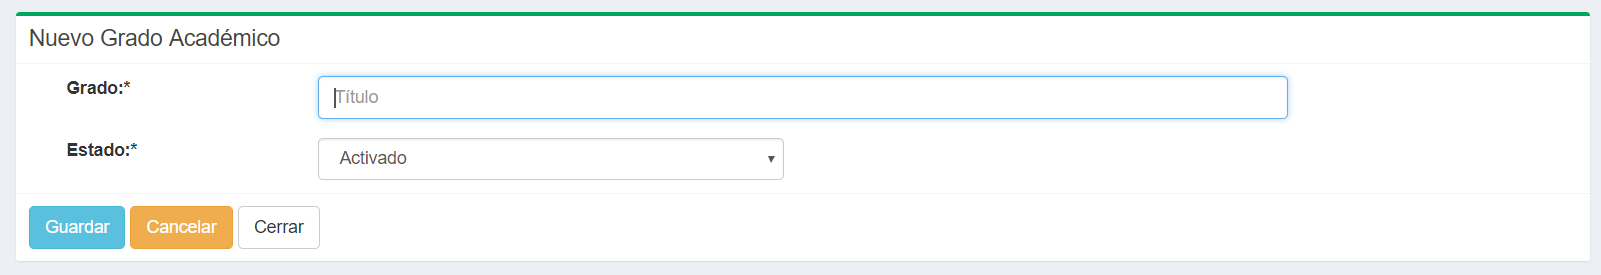 Nuevo Grado Académico
Grado:* Título
Estado:* Activado
Guardar Cancelar Cerrar